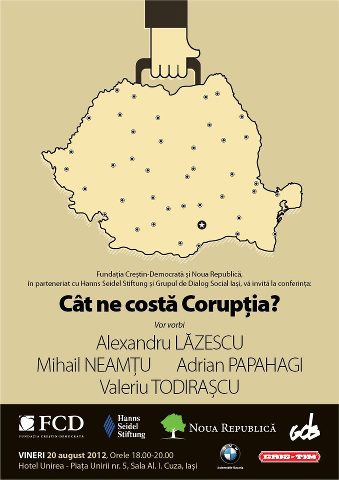 Fundația Creștin-Democrată și Noua Republică,
în parteneriat cu Hanns Seidel Stiftung și Grupul de Dialog Social Iași, vă invită la conferința:
Cât ne costă Corupția?
Vor vorbi
Alexandru LĂZESCU
Mihail NEAMȚU Adrian PAPAHAGI
Valeriu TODIRAȘCU
FCD
FUNDAȚIA CREȘTIN DEMOCRATĂ
Hanns
Seidel
Stiftung
NOUA REPUBLICĂ
GDS
VINERI 20 august 2012, Orele 18.00-20.00
Hotel Unirea - Piața Unirii nr. 5, Sala Al. I. Cuza, Iași
BMW
CRIS-TIM